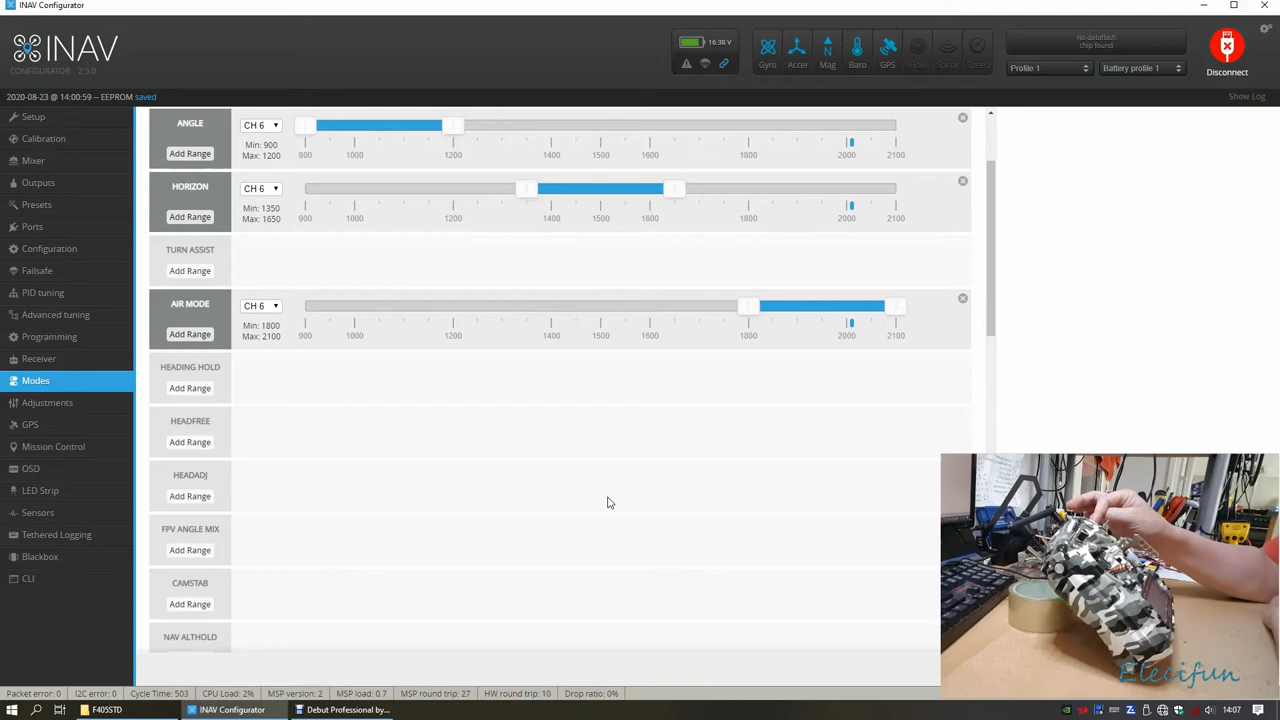 INAV Configurator
INAV
CONFIGURATOR 2.5.0
16.38 V
Gyro
Accel
Mag
Baro
GPS
Flow
Sonar
Speed
No dataflash
chip found
Profile 1
Battery profile 1
Disconnect
2020-08-23 @ 14:00:59 -- EEPROM saved
Show Log
Setup
Calibration
Mixer
Outputs
Presets
Ports
Configuration
Failsafe
PID tuning
Advanced tuning
Programming
Receiver
Modes
Adjustments
GPS
Mission Control
OSD
LED Strip
Sensors
Tethered Logging
Blackbox
CLI
ANGLE
Add Range
CH 6
Min: 900
Max: 1200
900 1000 1200 1400 1500 1600 1800 2000 2100
HORIZON
Add Range
CH 6
Min: 1350
Max: 1650
900 1000 1200 1400 1500 1600 1800 2000 2100
TURN ASSIST
Add Range
AIR MODE
Add Range
CH 6
Min: 1800
Max: 2100
900 1000 1200 1400 1500 1600 1800 2000 2100
HEADING HOLD
Add Range
HEADFREE
Add Range
HEADADJ
Add Range
FPV ANGLE MIX
Add Range
CAMSTAB
Add Range
NAV ALTHOLD
Elecifun
Packet error: 0 I2C error: 0 Cycle Time: 503 CPU Load: 2% MSP version: 2 MSP load: 0.7 MSP round trip: 27 HW round trip: 10 Drop ratio: 0%
F405STD
INAV Configurator
Debut Professional by...
14:07